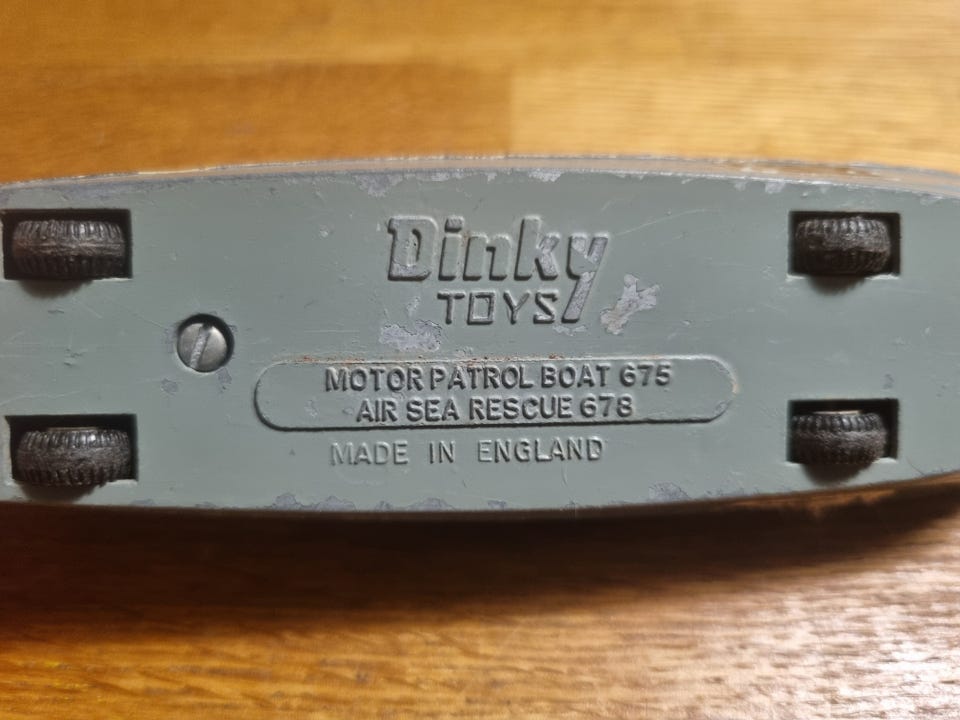 Dinky
TOYS
MOTOR PATROL BOAT 675
AIR SEA RESCUE 678
MADE IN ENGLAND